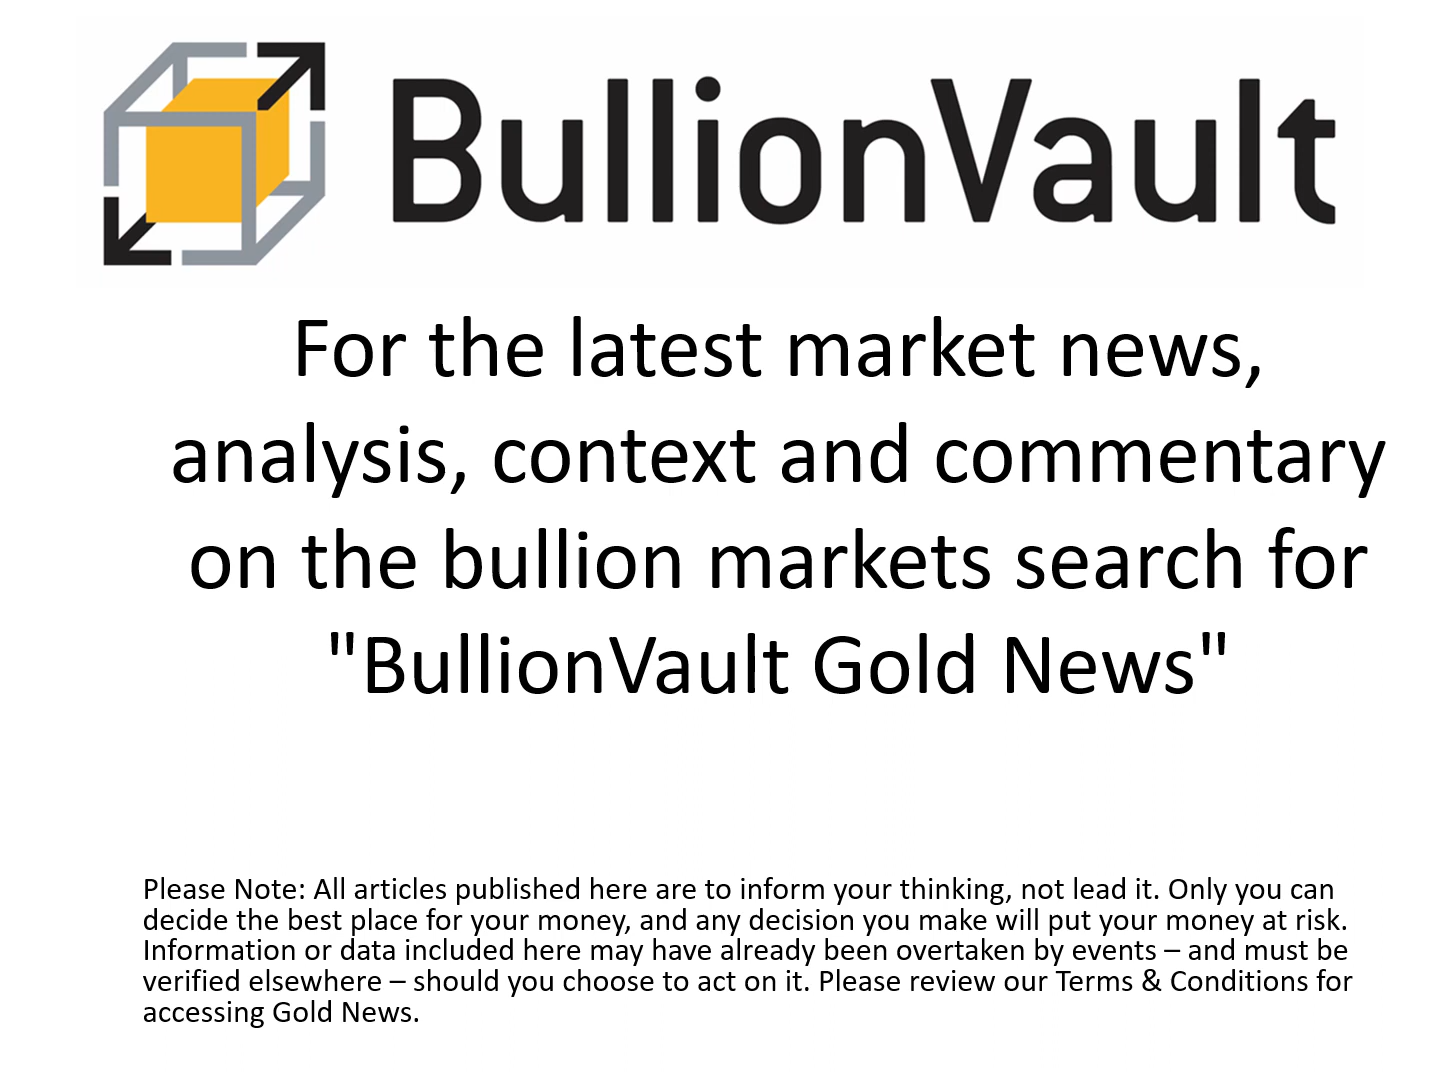 BullionVault
For the latest market news,
analysis, context and commentary
on the bullion markets search for
"BullionVault Gold News"
Please Note: All articles published here are to inform your thinking, not lead it. Only you can
decide the best place for your money, and any decision you make will put your money at risk.
Information or data included here may have already been overtaken by events – and must be
verified elsewhere – should you choose to act on it. Please review our Terms & Conditions for
accessing Gold News.